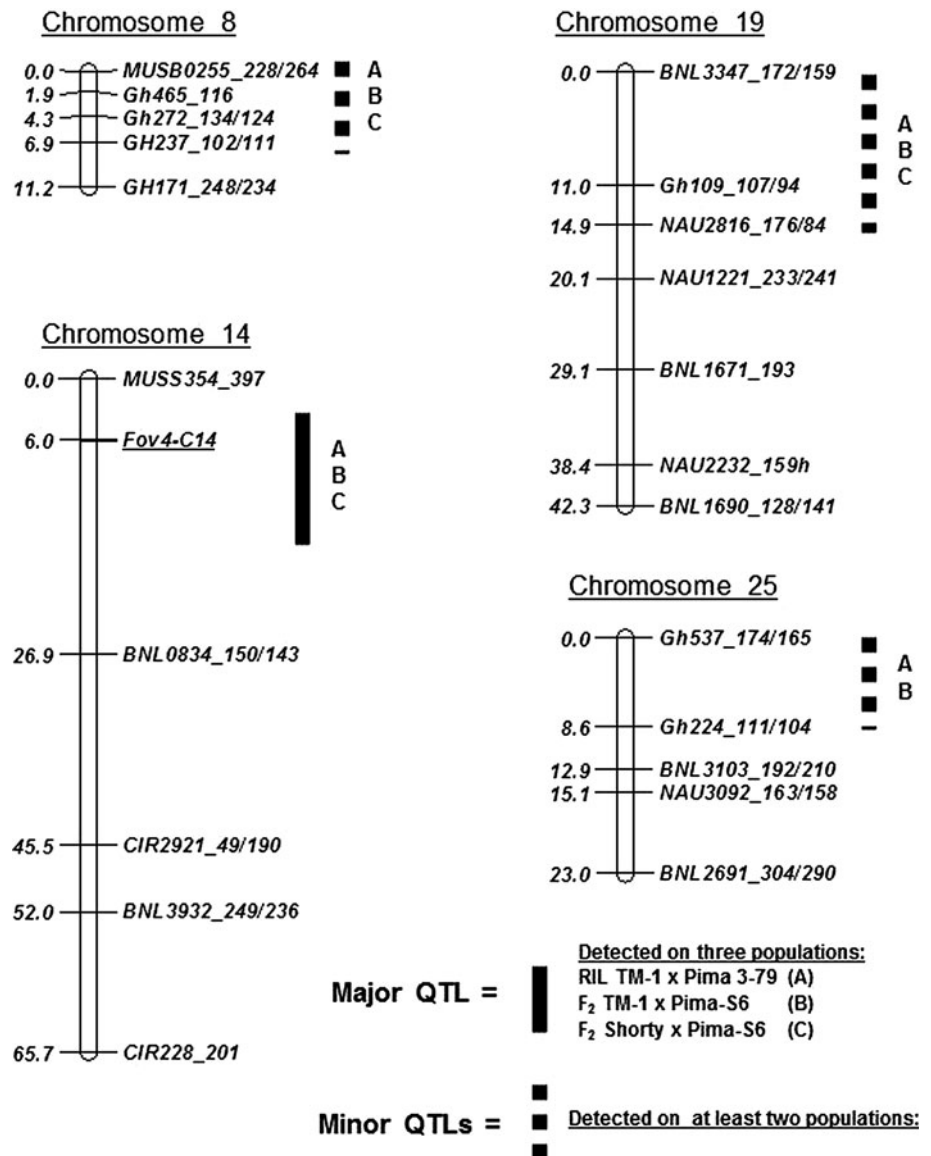 Chromosome 8
0.0 MUSB0255_228/264 A
1.9 Gh465_116 B
4.3 Gh272_134/124 C
6.9 GH237_102/111
11.2 GH171_248/234
Chromosome 14
0.0 MUSS354_397
6.0 Fov4-C14 A
B
C
26.9 BNL0834_150/143
45.5 CIR2921_49/190
52.0 BNL3932_249/236
65.7 CIR228_201
Chromosome 19
0.0 BNL3347_172/159
A
B
C
11.0 Gh109_107/94
14.9 NAU2816_176/84
20.1 NAU1221_233/241
29.1 BNL1671_193
38.4 NAU2232_159h
42.3 BNL1690_128/141
Chromosome 25
0.0 Gh537_174/165
A
B
8.6 Gh224_111/104
12.9 BNL3103_192/210
15.1 NAU3092_163/158
23.0 BNL2691_304/290
Major QTL =
Detected on three populations:
RIL TM-1 x Pima 3-79 (A)
F₂ TM-1 x Pima-S6 (B)
F₂ Shorty x Pima-S6 (C)
Minor QTLs = Detected on at least two populations: